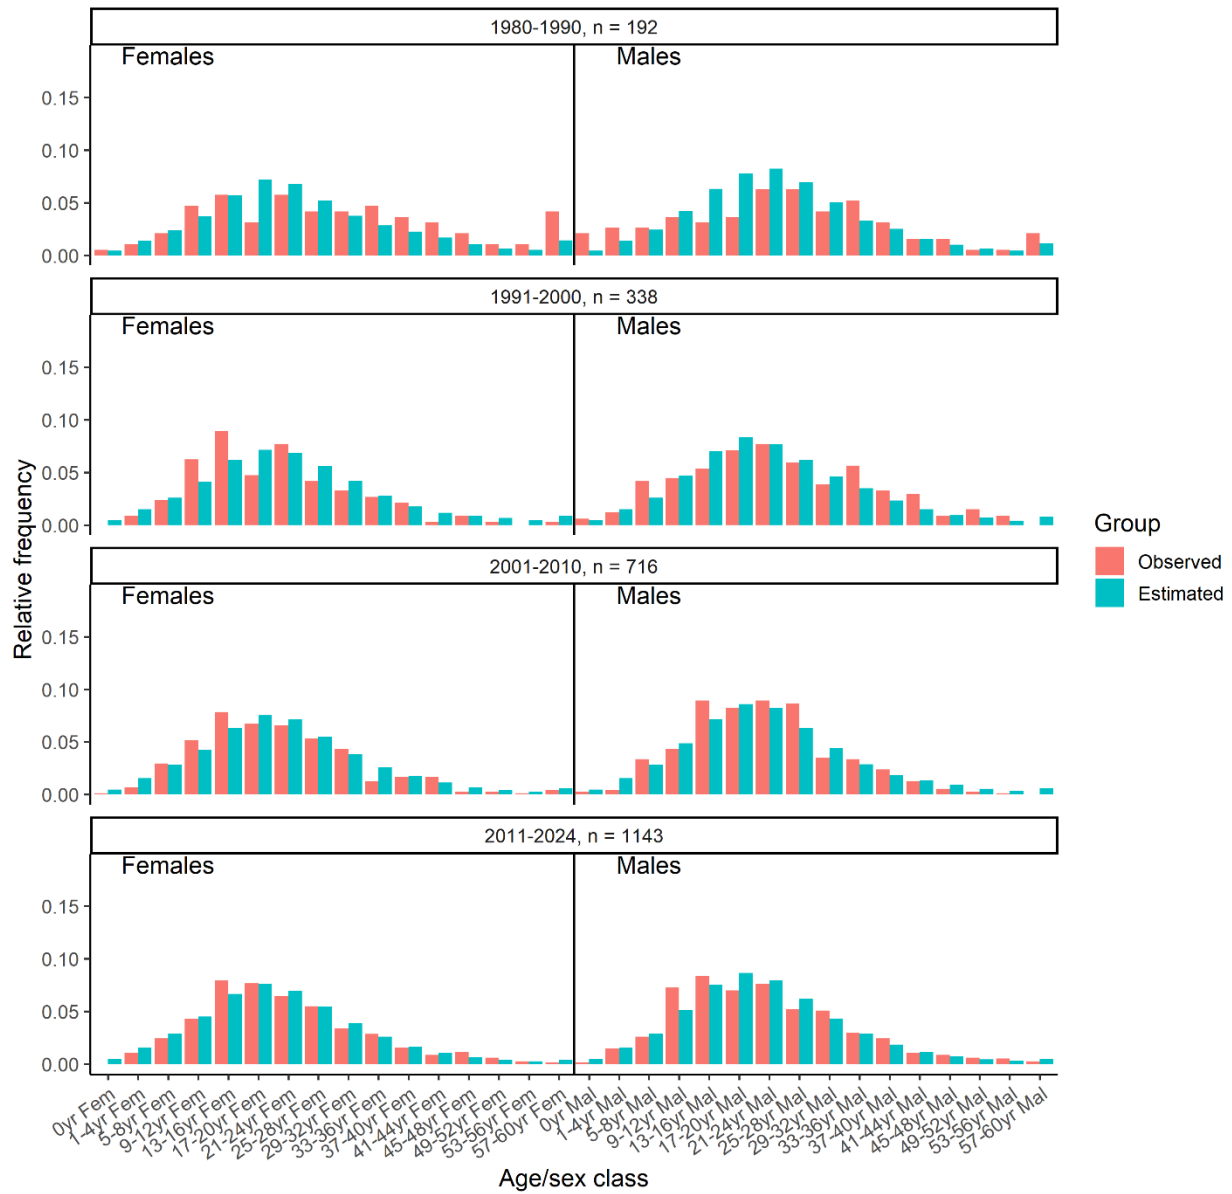 1980-1990, n = 192
Females Males
0.15
0.10
0.05
0.00
1991-2000, n = 338
Females Males
0.15
0.10
0.05
0.00
2001-2010, n = 716
Females Males
0.15
0.10
0.05
0.00
2011-2024, n = 1143
Females Males
0.15
0.10
0.05
0.00
Relative frequency
0yr Fem
1-4yr Fem
5-8yr Fem
9-12yr Fem
13-16yr Fem
17-20yr Fem
21-24yr Fem
25-28yr Fem
29-32yr Fem
33-36yr Fem
37-40yr Fem
41-44yr Fem
45-48yr Fem
49-52yr Fem
53-56yr Fem
57-60yr Fem
0yr Mal
1-4yr Mal
5-8yr Mal
9-12yr Mal
13-16yr Mal
17-20yr Mal
21-24yr Mal
25-28yr Mal
29-32yr Mal
33-36yr Mal
37-40yr Mal
41-44yr Mal
45-48yr Mal
49-52yr Mal
53-56yr Mal
57-60yr Mal
Age/sex class
Group
Observed
Estimated